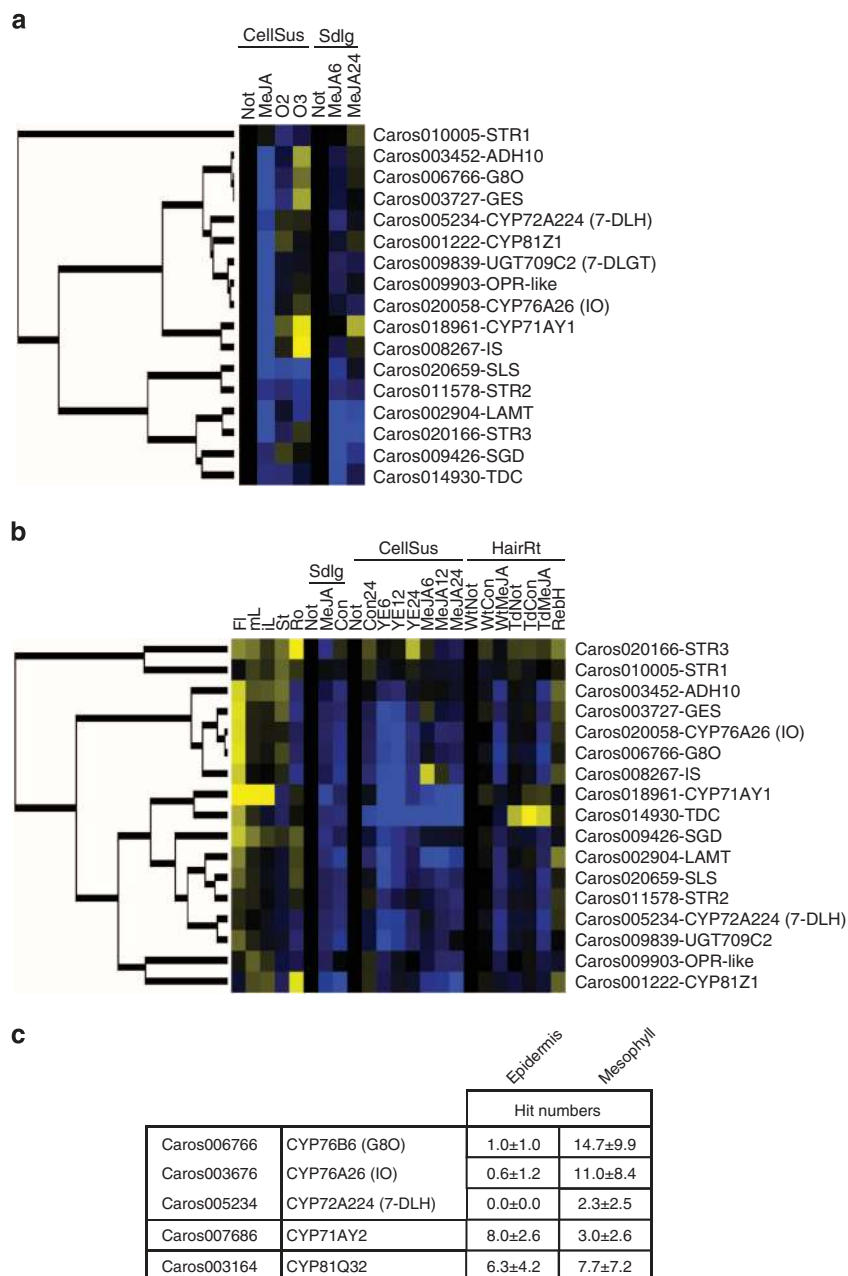 a
CellSus Sdlg
Not MeJA O2 O3 Not MeJA6 MeJA24
Caros010005-STR1
Caros003452-ADH10
Caros006766-G8O
Caros003727-GES
Caros005234-CYP72A224 (7-DLH)
Caros001222-CYP81Z1
Caros009839-UGT709C2 (7-DLGT)
Caros009903-OPR-like
Caros020058-CYP76A26 (IO)
Caros018961-CYP71AY1
Caros008267-IS
Caros020659-SLS
Caros011578-STR2
Caros002904-LAMT
Caros020166-STR3
Caros009426-SGD
Caros014930-TDC
b
CellSus HairRt
Sdlg
Fl mL iL St Ro Not MeJA Con Not Con24 YE6 YE12 YE24 MeJA6 MeJA12 MeJA24 WtNot WtCon WtMeJA TdNot TdCon TdMeJA RebH
Caros020166-STR3
Caros010005-STR1
Caros003452-ADH10
Caros003727-GES
Caros020058-CYP76A26 (IO)
Caros006766-G8O
Caros008267-IS
Caros018961-CYP71AY1
Caros014930-TDC
Caros009426-SGD
Caros002904-LAMT
Caros020659-SLS
Caros011578-STR2
Caros005234-CYP72A224 (7-DLH)
Caros009839-UGT709C2
Caros009903-OPR-like
Caros001222-CYP81Z1
c
Epidermis Mesophyll
Hit numbers
Caros006766 CYP76B6 (G8O) 1.0±1.0 14.7±9.9
Caros003676 CYP76A26 (IO) 0.6±1.2 11.0±8.4
Caros005234 CYP72A224 (7-DLH) 0.0±0.0 2.3±2.5
Caros007686 CYP71AY2 8.0±2.6 3.0±2.6
Caros003164 CYP81Q32 6.3±4.2 7.7±7.2